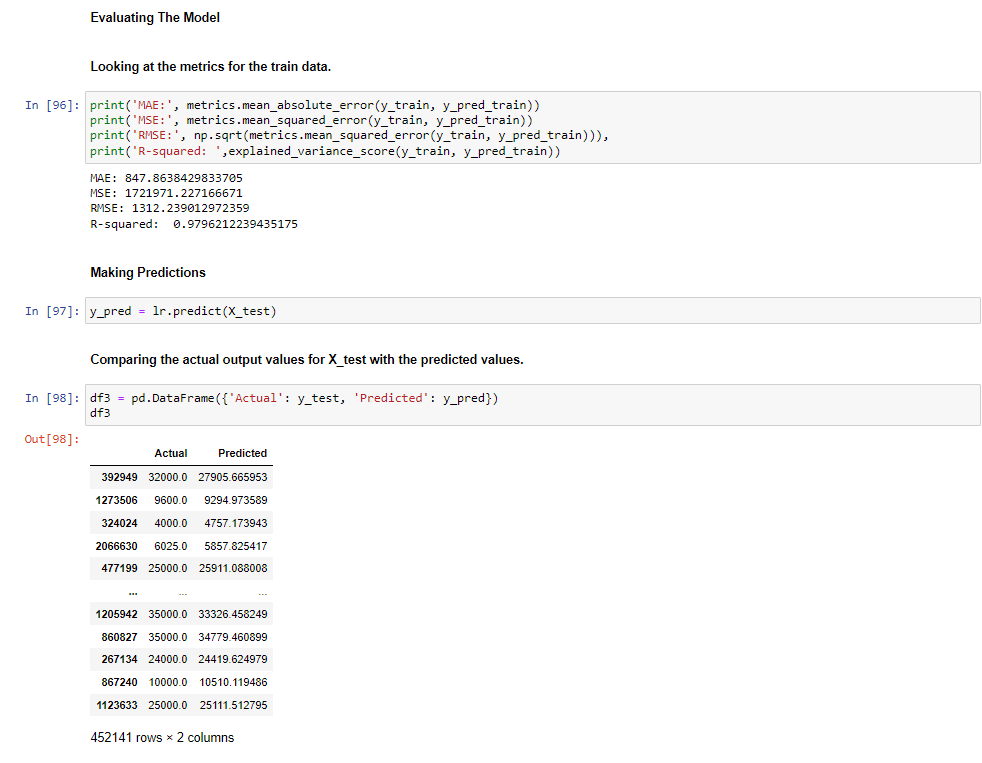 Evaluating The Model
Looking at the metrics for the train data.
In [96]: print('MAE:', metrics.mean_absolute_error(y_train, y_pred_train))
print('MSE:', metrics.mean_squared_error(y_train, y_pred_train))
print('RMSE:', np.sqrt(metrics.mean_squared_error(y_train, y_pred_train))),
print('R-squared: ',explained_variance_score(y_train, y_pred_train))
MAE: 847.8638429833705
MSE: 1721971.227166671
RMSE: 1312.239012972359
R-squared:  0.9796212239435175
Making Predictions
In [97]: y_pred = lr.predict(X_test)
Comparing the actual output values for X_test with the predicted values.
In [98]: df3 = pd.DataFrame({'Actual': y_test, 'Predicted': y_pred})
df3
Out[98]:
Actual Predicted
392949 32000.0 27905.665953
1273506 9600.0 9294.973589
324024 4000.0 4757.173943
2066630 6025.0 5857.825417
477199 25000.0 25911.088008
... ... ...
1205942 35000.0 33326.458249
860827 35000.0 34779.460899
267134 24000.0 24419.624979
867240 10000.0 10510.119486
1123633 25000.0 25111.512795
452141 rows × 2 columns